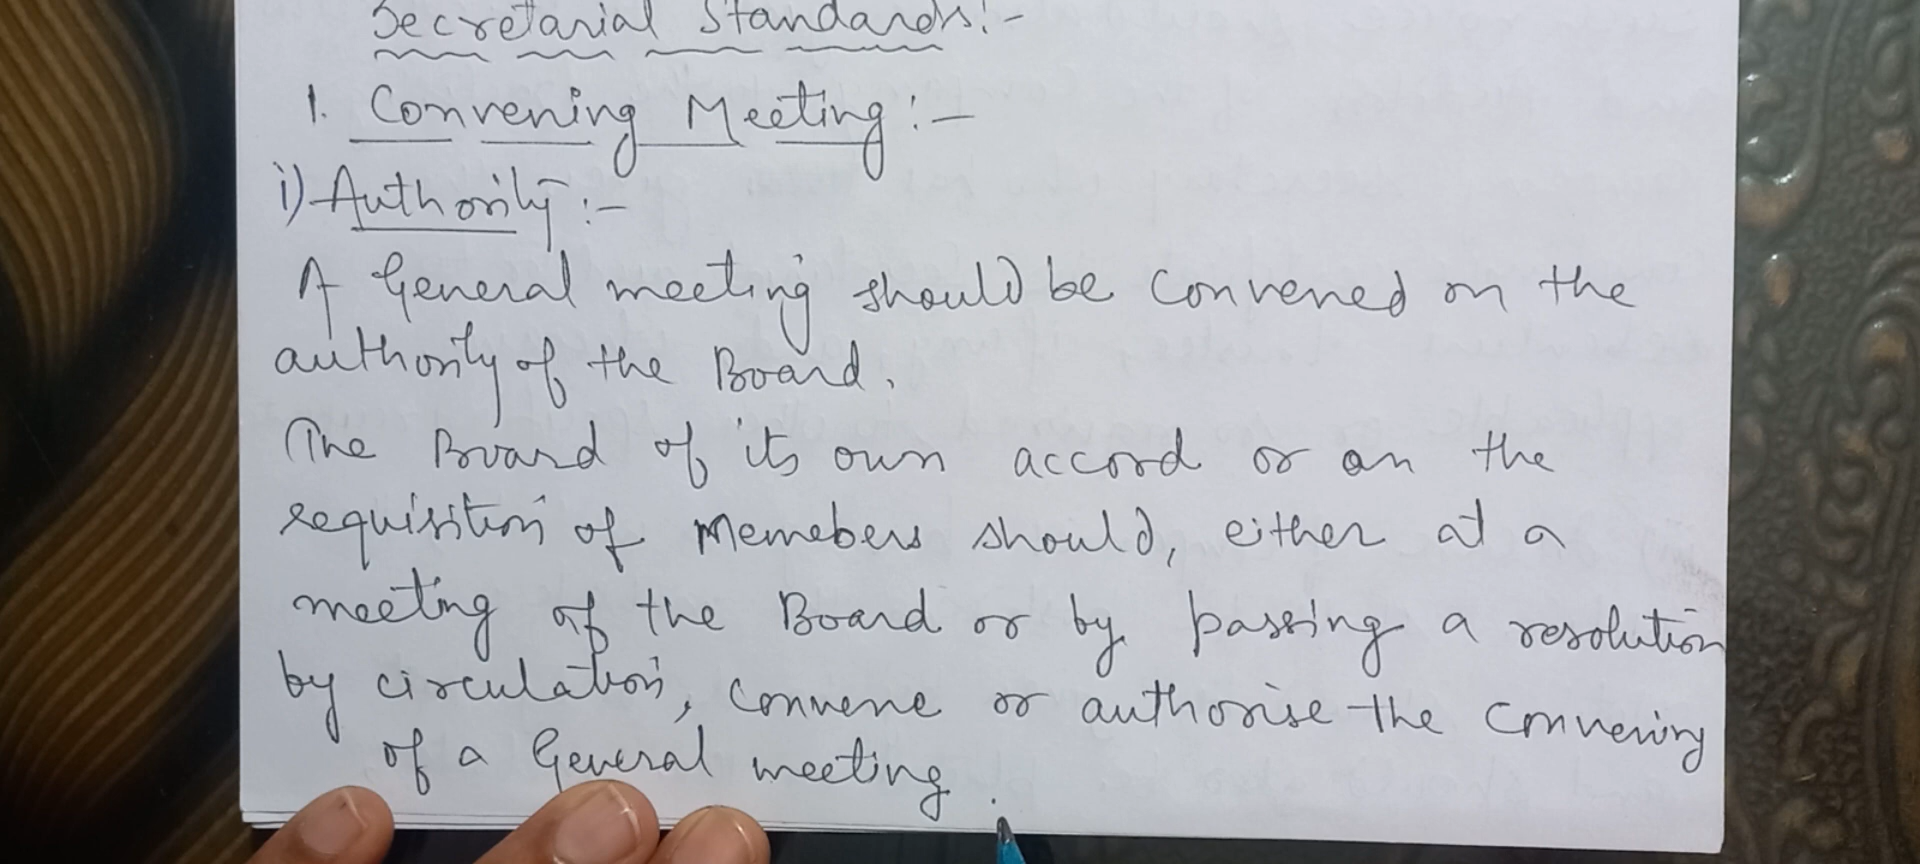 Secretarial Standards:-
1. Convening Meeting:-
i) Authority:-
A General meeting should be convened on the
authority of the Board.
The Board of its own accord or on the
requisition of Memebers should, either at a
meeting of the Board or by passing a resolution
by circulation, convene or authorise the convening
of a General meeting.